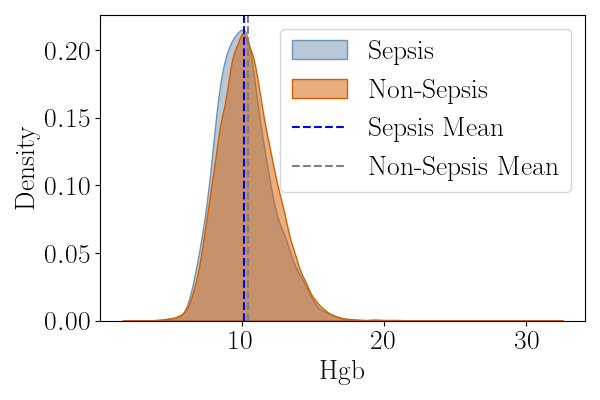 Density
0.20
0.15
0.10
0.05
0.00
10
20
30
Hgb
Sepsis
Non-Sepsis
Sepsis Mean
Non-Sepsis Mean